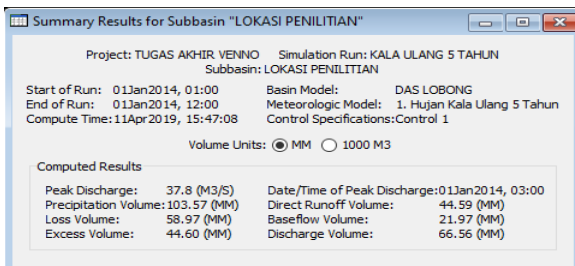 Summary Results for Subbasin "LOKASI PENILITIAN"
Project: TUGAS AKHIR VENNO Simulation Run: KALA ULANG 5 TAHUN
Subbasin: LOKASI PENILITIAN
Start of Run: 01Jan2014, 01:00 Basin Model: DAS LOBONG
End of Run: 01Jan2014, 12:00 Meteorologic Model: 1. Hujan Kala Ulang 5 Tahun
Compute Time: 11Apr2019, 15:47:08 Control Specifications: Control 1
Volume Units: MM 1000 M3
Computed Results
Peak Discharge: 37.8 (M3/S) Date/Time of Peak Discharge: 01Jan2014, 03:00
Precipitation Volume: 103.57 (MM) Direct Runoff Volume: 44.59 (MM)
Loss Volume: 58.97 (MM) Baseflow Volume: 21.97 (MM)
Excess Volume: 44.60 (MM) Discharge Volume: 66.56 (MM)